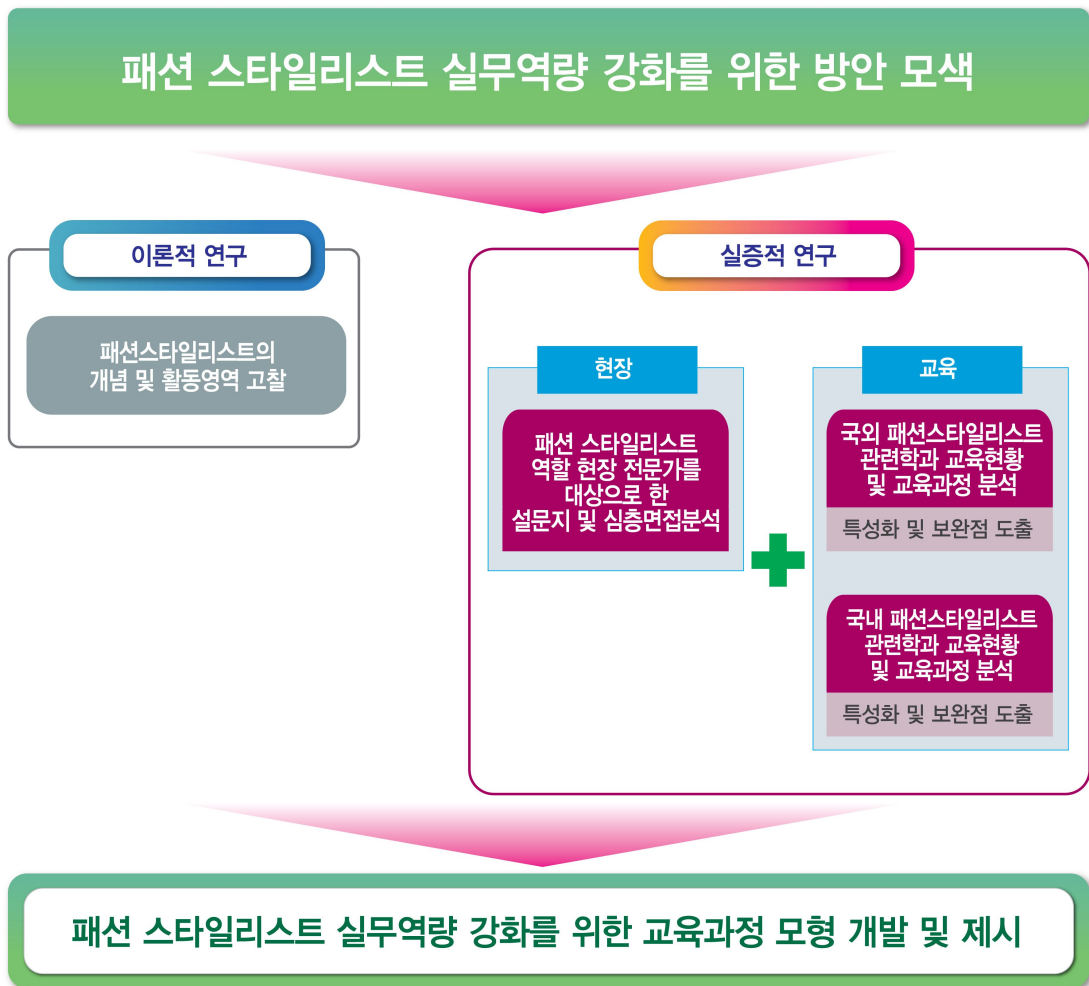 패션 스타일리스트 실무역량 강화를 위한 방안 모색
이론적 연구
패션스타일리스트의
개념 및 활동영역 고찰
실증적 연구
현장
패션 스타일리스트
역할 현장 전문가를
대상으로 한
설문지 및 심층면접분석
교육
국외 패션스타일리스트
관련학과 교육현황
및 교육과정 분석
특성화 및 보완점 도출
국내 패션스타일리스트
관련학과 교육현황
및 교육과정 분석
특성화 및 보완점 도출
패션 스타일리스트 실무역량 강화를 위한 교육과정 모형 개발 및 제시